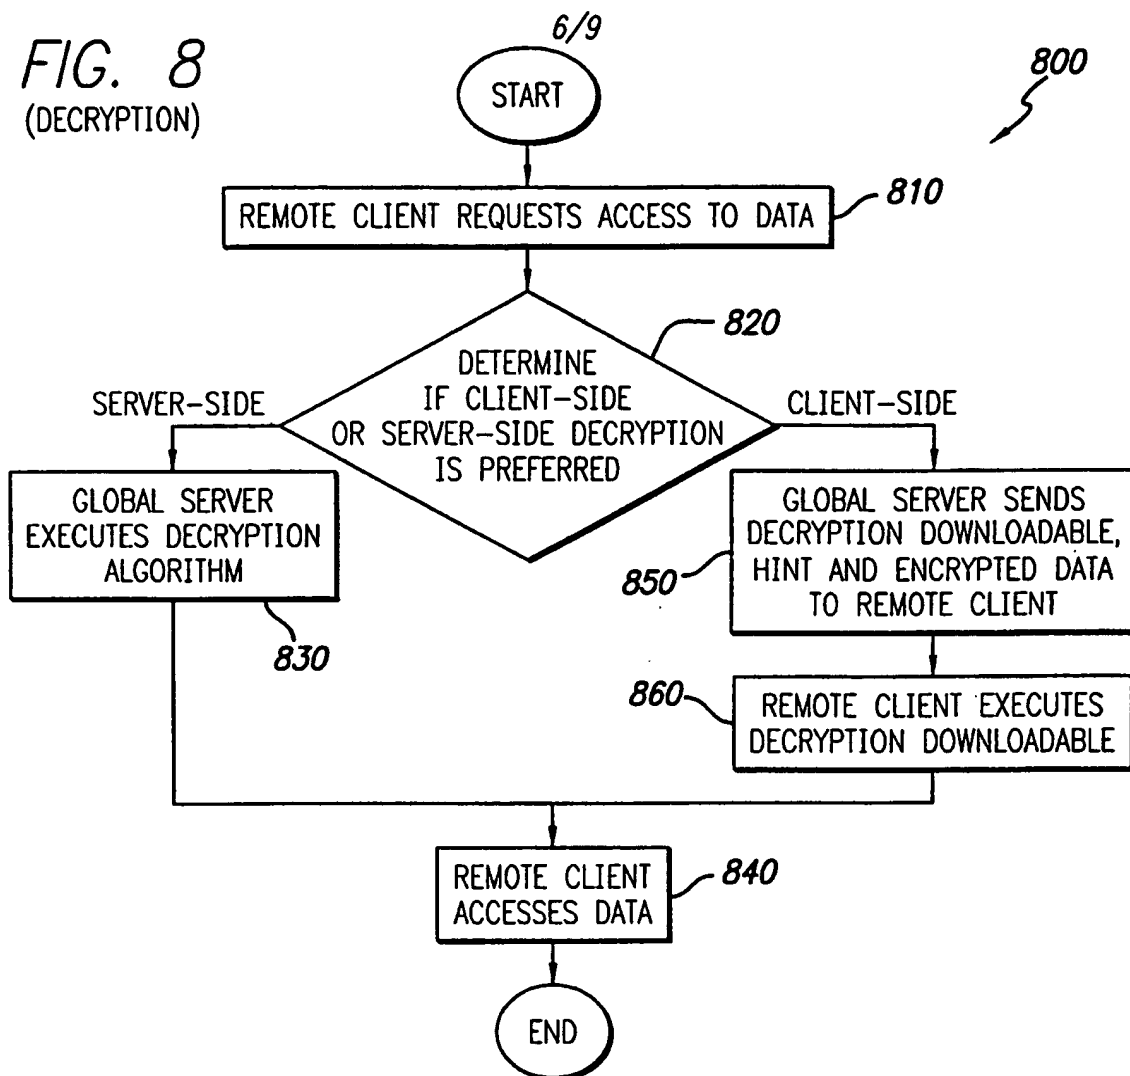 6/9
FIG. 8
(DECRYPTION)
START
800
REMOTE CLIENT REQUESTS ACCESS TO DATA
810
820
DETERMINE
IF CLIENT-SIDE
OR SERVER-SIDE DECRYPTION
IS PREFERRED
SERVER-SIDE
CLIENT-SIDE
GLOBAL SERVER
EXECUTES DECRYPTION
ALGORITHM
830
GLOBAL SERVER SENDS
DECRYPTION DOWNLOADABLE,
HINT AND ENCRYPTED DATA
TO REMOTE CLIENT
850
860
REMOTE CLIENT EXECUTES
DECRYPTION DOWNLOADABLE
REMOTE CLIENT
ACCESSES DATA
840
END